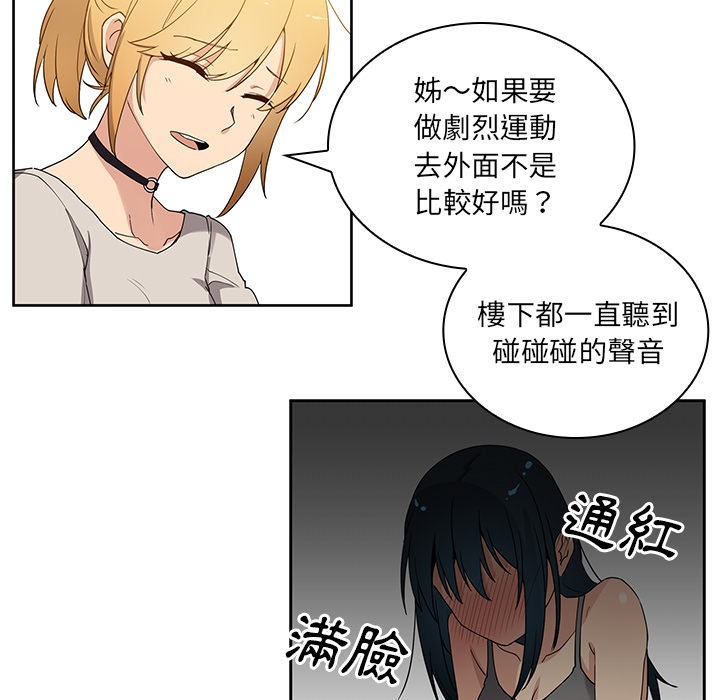 姊～如果要
做劇烈運動
去外面不是
比較好嗎？
樓下都一直聽到
碰碰碰的聲音
滿臉
通紅